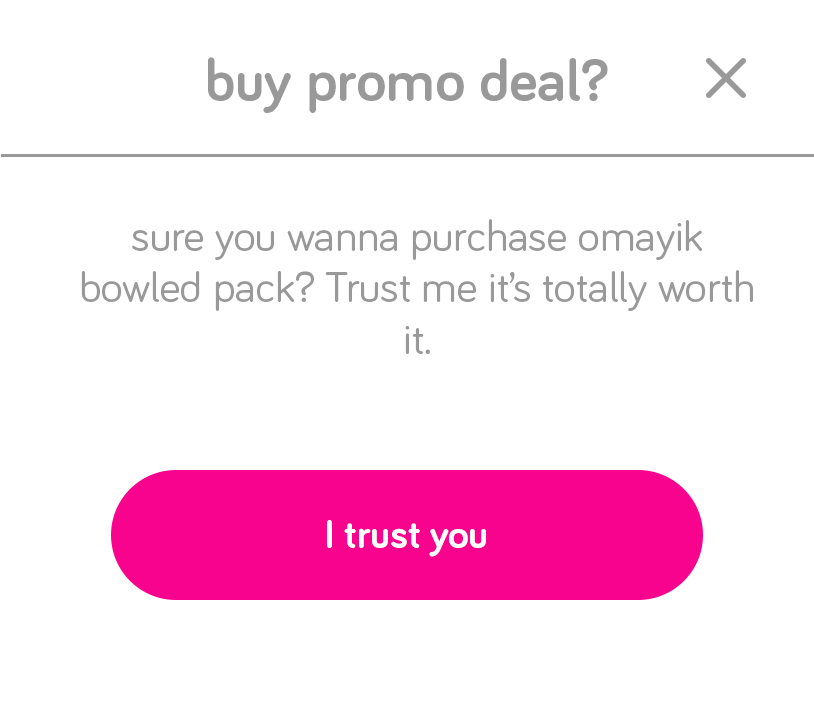 buy promo deal?
sure you wanna purchase omayik
bowled pack? Trust me it’s totally worth
it.
I trust you